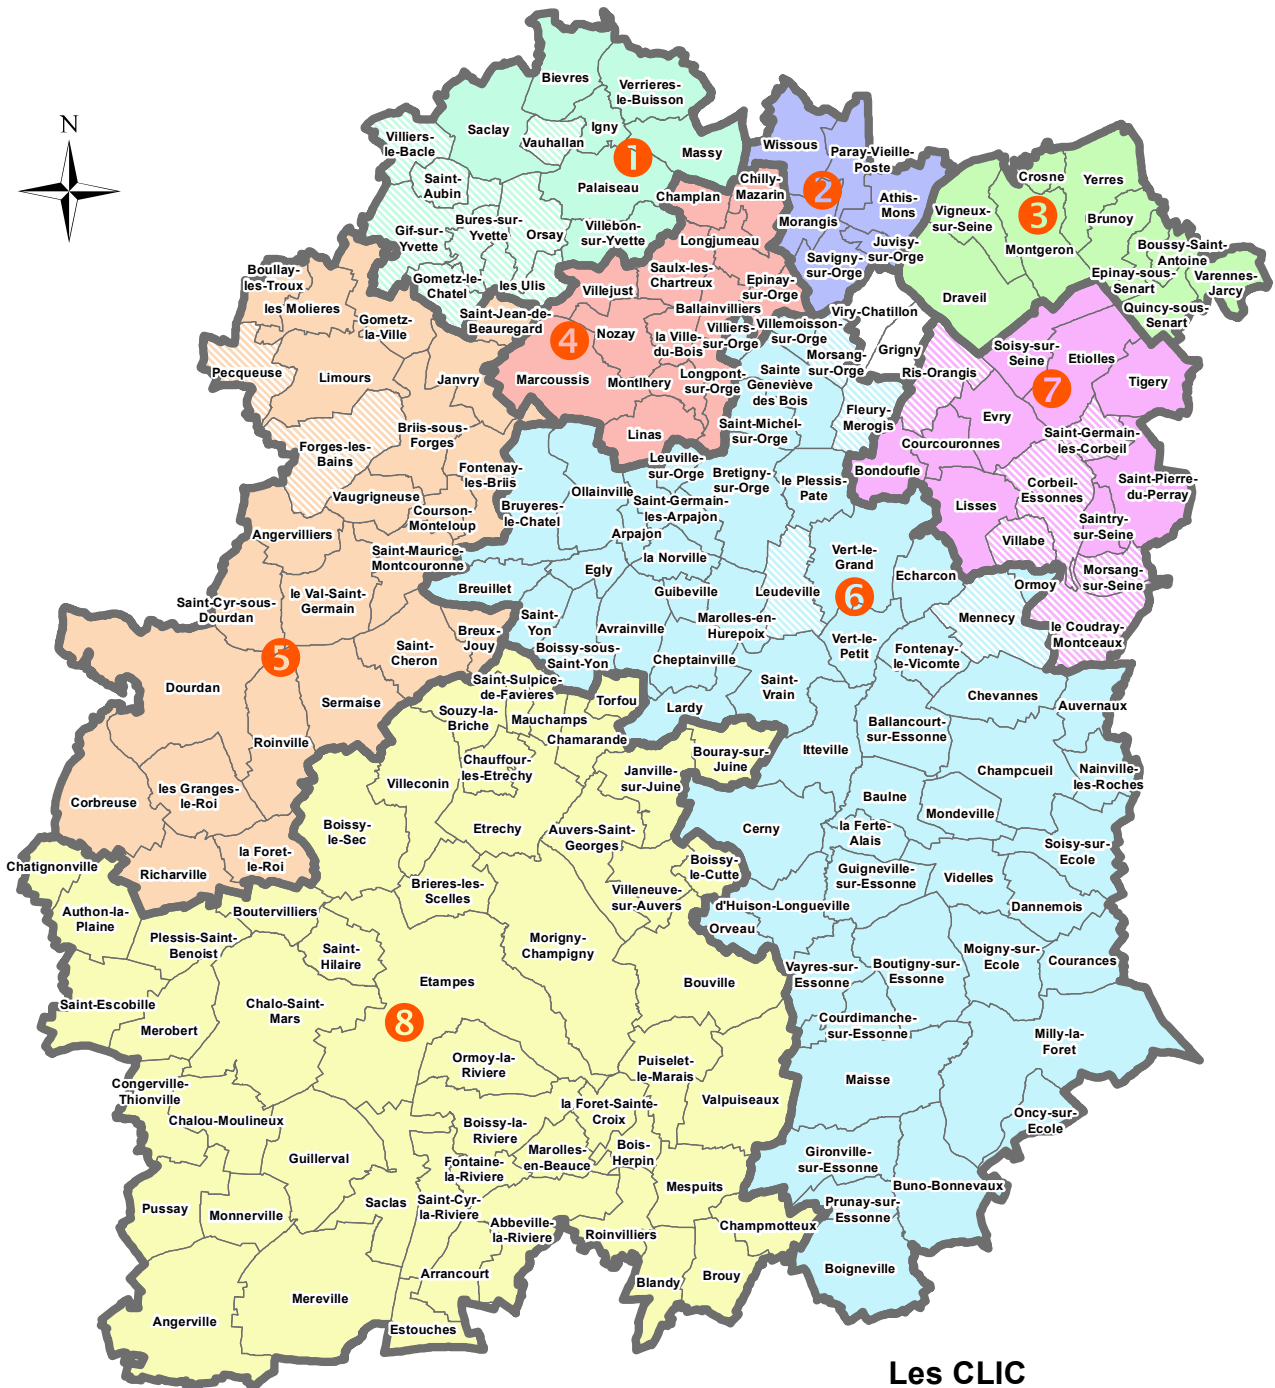 N
Bievres
Verrieres-
le-Buisson
Villiers-
le-Bacle
Saclay
Vauhallan
Igny
1
Massy
Wissous
Paray-Vieille-
Poste
2
Athis-
Mons
Morangis
Savigny-
sur-Orge
Juvisy-
sur-Orge
Crosne
Yerres
3
Vigneux-
sur-Seine
Brunoy
Montgeron
Boussy-Saint-
Antoine
Epinay-sous-
Senart
Varennes-
Jarcy
Draveil
Quincy-sous-
Senart
Saint-
Aubin
Palaiseau
Gif-sur-
Yvette
Bures-sur-
Yvette
Orsay
Villebon-
sur-Yvette
Gometz-le-
Chatel
les Ulis
Champlan
Chilly-
Mazarin
Longjumeau
Saulx-les-
Chartreux
Villejust
Epinay-
sur-Orge
Ballainvilliers
4
Nozay
la Ville-
du-Bois
Villiers-
sur-Orge
Marcoussis
Montlhery
Longpont-
sur-Orge
Linas
Boullay-
les-Troux
les Molieres
Gometz-
la-Ville
Saint-Jean-de-
Beauregard
Pecqueuse
Limours
Janvry
Forges-les-
Bains
Briis-sous-
Forges
Vaugrigneuse
Fontenay-
les-Briis
Courson-
Monteloup
Angervilliers
Saint-Maurice-
Montcouronne
Saint-Cyr-sous-
Dourdan
le Val-Saint-
Germain
5
Saint-
Cheron
Breux-
Jouy
Dourdan
Sermaise
Roinville
les Granges-
le-Roi
Corbreuse
la Foret-
le-Roi
Richarville
Viry-Chatillon
Grigny
Ris-Orangis
Soisy-sur-
Seine
Etiolles
7
Tigery
Evry
Courcouronnes
Saint-Germain-
les-Corbeil
Bondoufle
Corbeil-
Essonnes
Saint-Pierre-
du-Perray
Lisses
Saintry-
sur-Seine
Villabe
Morsang-
sur-Seine
le Coudray-
Montceaux
Villemoisson-
sur-Orge
Morsang-
sur-Orge
Sainte
Geneviève
des Bois
Fleury-
Merogis
Saint-Michel-
sur-Orge
Leuville-
sur-Orge
Bretigny-
sur-Orge
le Plessis-
Pate
Ollainville
Bruyeres-
le-Chatel
Saint-Germain-
les-Arpajon
Arpajon
la Norville
Vert-le-
Grand
Echarcon
Ormoy
Breuillet
Egly
Guibeville
Leudeville
6
Mennecy
Saint-
Yon
Avrainville
Marolles-en-
Hurepoix
Vert-le-
Petit
Boissy-sous-
Saint-Yon
Cheptainville
Fontenay-
le-Vicomte
Saint-
Vrain
Chevannes
Auvernaux
Lardy
Ballancourt-
sur-Essonne
Itteville
Champcueil
Nainville-
les-Roches
Baulne
Mondeville
Cerny
la Ferte-
Alais
Soisy-sur-
Ecole
Guigneville-
sur-Essonne
Videlles
d'Huison-Longueville
Dannemois
Orveau
Moigny-sur-
Ecole
Courances
Vayres-sur-
Essonne
Boutigny-sur-
Essonne
Courdimanche-
sur-Essonne
Milly-la-
Foret
Maisse
Oncy-sur-
Ecole
Gironville-
sur-Essonne
Buno-Bonnevaux
Prunay-sur-
Essonne
Boigneville
Saint-Sulpice-
de-Favieres
Torfou
Souzy-la-
Briche
Mauchamps
Chamarande
Bouray-sur-
Juine
Chauffour-
les-Etrechy
Janville-
sur-Juine
Villeconin
Boissy-
le-Sec
Etrechy
Auvers-Saint-
Georges
Boissy-
le-Cutte
Villeneuve-
sur-Auvers
Chatignonville
Brieres-les-
Scelles
Authon-la-
Plaine
Boutervilliers
Plessis-Saint-
Benoist
Saint-
Hilaire
Morigny-
Champigny
Etampes
Bouville
Saint-Escobille
Chalo-Saint-
Mars
Merobert
8
Ormoy-la-
Riviere
Puiselet-
le-Marais
Congerville-
Thionville
Valpuiseaux
Chalou-Moulineux
la Foret-Sainte-
Croix
Boissy-la-
Riviere
Guillerval
Marolles-
en-Beauce
Bois-
Herpin
Fontaine-
la-Riviere
Mespuits
Pussay
Monnerville
Saclas
Saint-Cyr-
la-Riviere
Abbeville-
la-Riviere
Roinvilliers
Champmotteux
Arrancourt
Blandy
Brouy
Mereville
Angerville
Estouches
Les CLIC